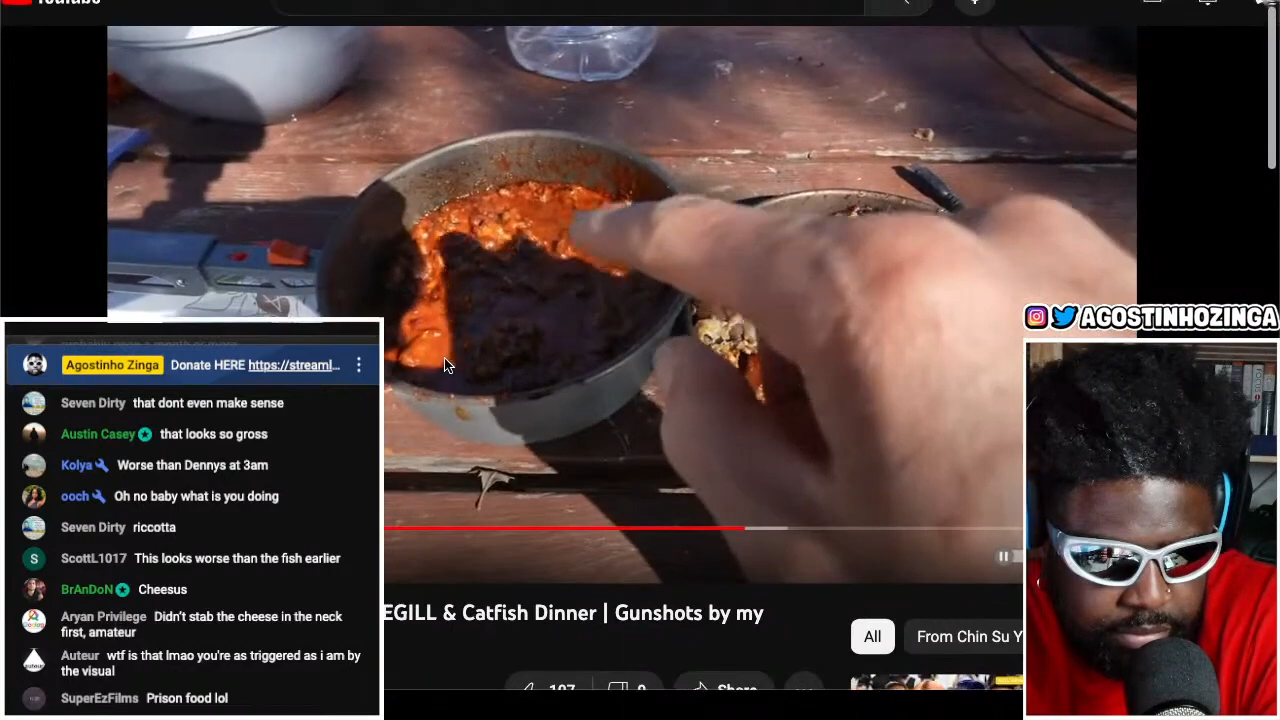 YouTube
AGOSTINHOZINGA
Agostinho Zinga Donate HERE https://streaml...
Seven Dirty that dont even make sense
Austin Casey that looks so gross
Kolya Worse than Dennys at 3am
ooch Oh no baby what is you doing
Seven Dirty riccotta
S ScottL1017 This looks worse than the fish earlier
BrAnDoN Cheesus
Aryan Privilege Didn't stab the cheese in the neck
first, amateur
Auteur wtf is that lmao you're as triggered as i am by
the visual
SuperEzFilms Prison food lol
EGILL & Catfish Dinner | Gunshots by my
All From Chin Su Y
197
Share